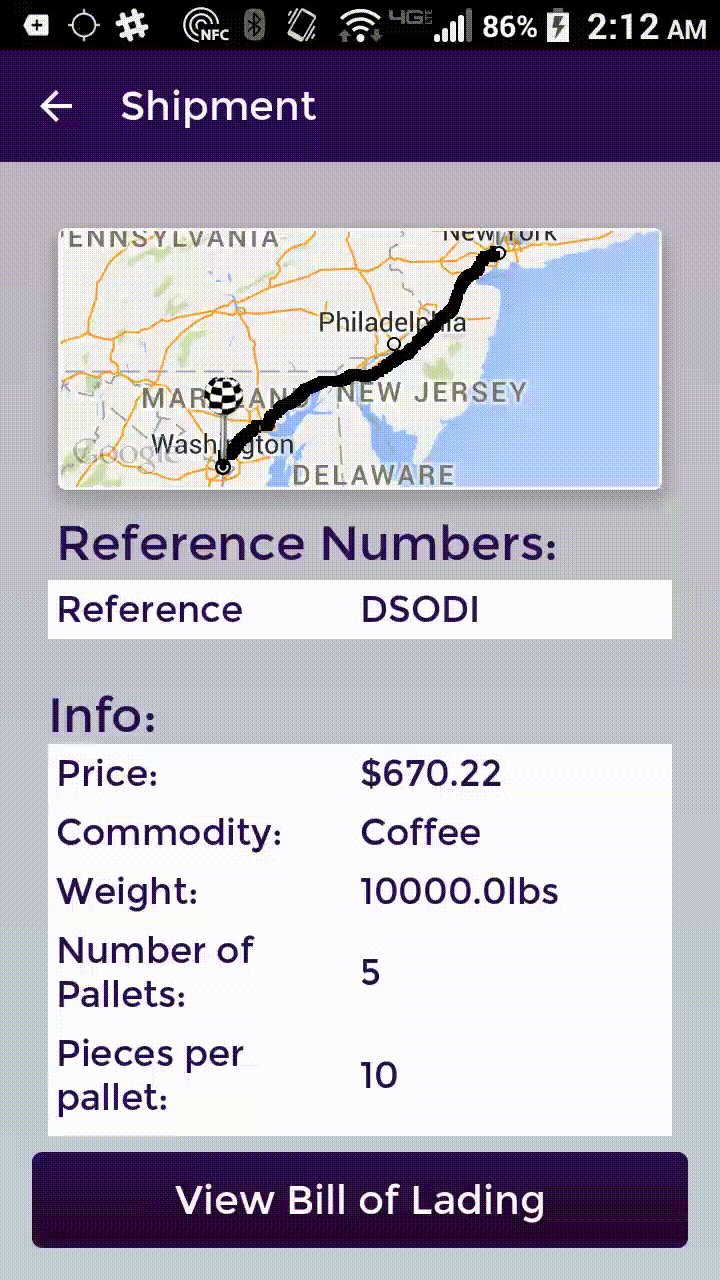 NFC 4G LTE 86% 2:12 AM
Shipment
PENNSYLVANIA
New York
Philadelphia
MARYLAND NEW JERSEY
Washington
Google
DELAWARE
Reference Numbers:
Reference DSODI
Info:
Price: $670.22
Commodity: Coffee
Weight: 10000.0lbs
Number of
Pallets: 5
Pieces per
pallet: 10
View Bill of Lading